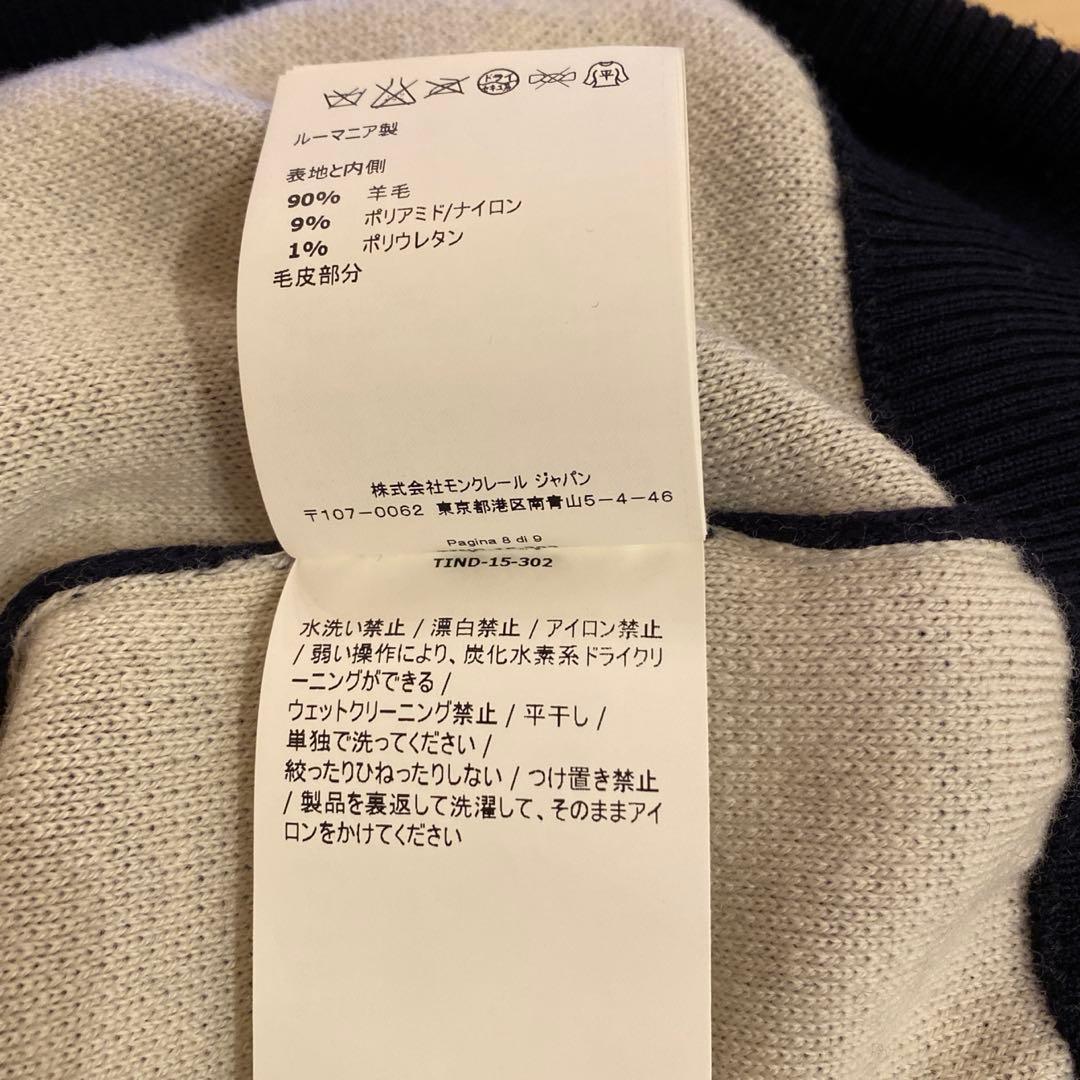 ドライ
セキユ系
平
ルーマニア製
表地と内側
90% 羊毛
9% ポリアミド/ナイロン
1% ポリウレタン
毛皮部分
株式会社モンクレール ジャパン
〒107-0062 東京都港区南青山5-4-46
Pagina 8 di 9
TIND-15-302
水洗い禁止 / 漂白禁止 / アイロン禁止
/ 弱い操作により、炭化水素系ドライクリ
ーニングができる /
ウェットクリーニング禁止 / 平干し /
単独で洗ってください /
絞ったりひねったりしない / つけ置き禁止
/ 製品を裏返して洗濯して、そのままアイ
ロンをかけてください